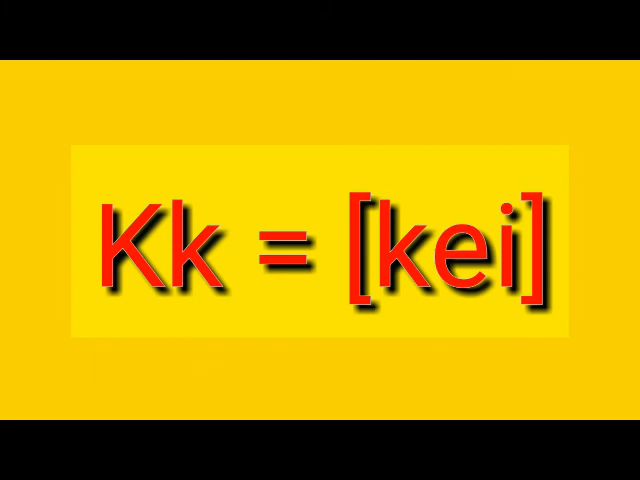 Kk = [kei]